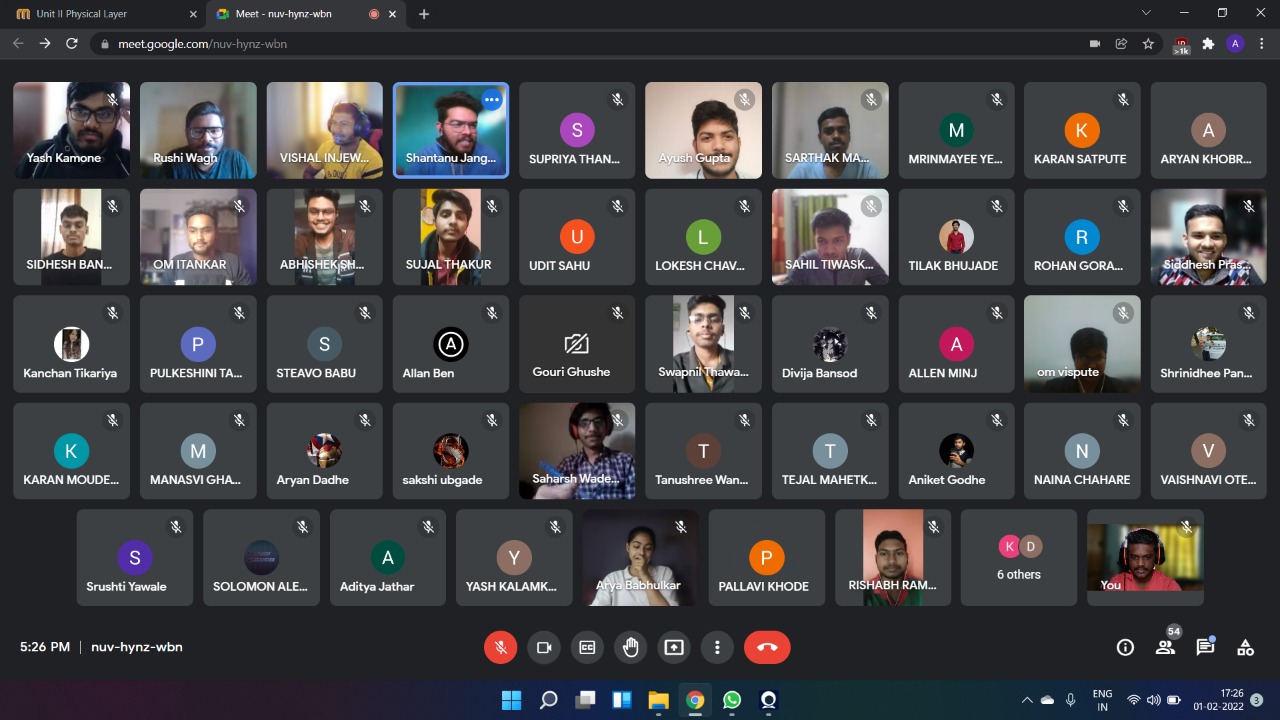 Unit II Physical Layer
Meet - nuv-hynz-wbn
meet.google.com/nuv-hynz-wbn
>1k
A
Yash Kamone
Rushi Wagh
VISHAL INJEW...
Shantanu Jang...
S
SUPRIYA THAN...
Ayush Gupta
SARTHAK MA...
M
MRINMAYEE YE...
K
KARAN SATPUTE
A
ARYAN KHOBR...
SIDHESH BAN...
OM ITANKAR
ABHISHEK SH...
SUJAL THAKUR
U
UDIT SAHU
L
LOKESH CHAV...
SAHIL TIWASK...
TILAK BHUJADE
R
ROHAN GORA...
Siddhesh Pras...
Kanchan Tikariya
P
PULKESHINI TA...
S
STEAVO BABU
A
Allan Ben
Gouri Ghushe
Swapnil Thawa...
Divija Bansod
A
ALLEN MINJ
om vispute
Shrinidhee Pan...
K
KARAN MOUDE...
M
MANASVI GHA...
Aryan Dadhe
sakshi ubgade
Saharsh Wade...
T
Tanushree Wan...
T
TEJAL MAHETK...
Aniket Godhe
N
NAINA CHAHARE
V
VAISHNAVI OTE...
S
Srushti Yawale
SOLOMON ALE...
A
Aditya Jathar
Y
YASH KALAMK...
Arya Babhulkar
P
PALLAVI KHODE
RISHABH RAM...
K D
6 others
You
5:26 PM | nuv-hynz-wbn
CC
54
ENG
IN
17:26
01-02-2022
3